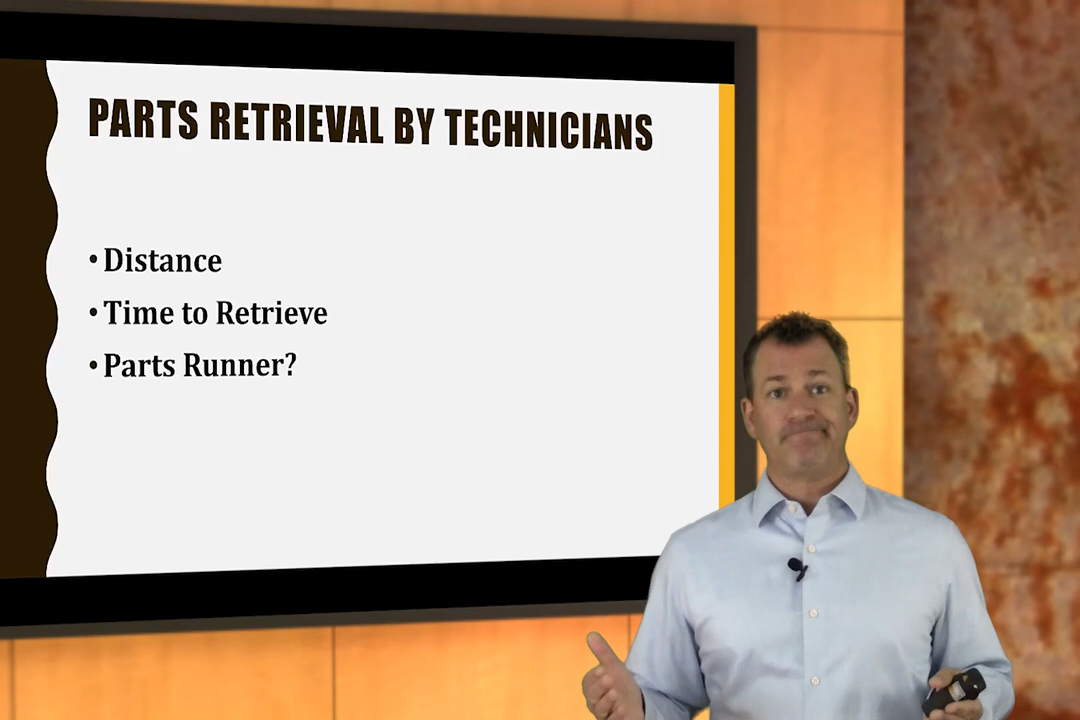 PARTS RETRIEVAL BY TECHNICIANS
• Distance
• Time to Retrieve
• Parts Runner?